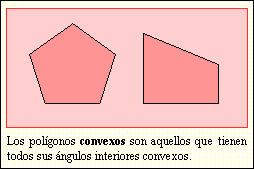 Los polígonos convexos son aquellos que tienen
todos sus ángulos interiores convexos.